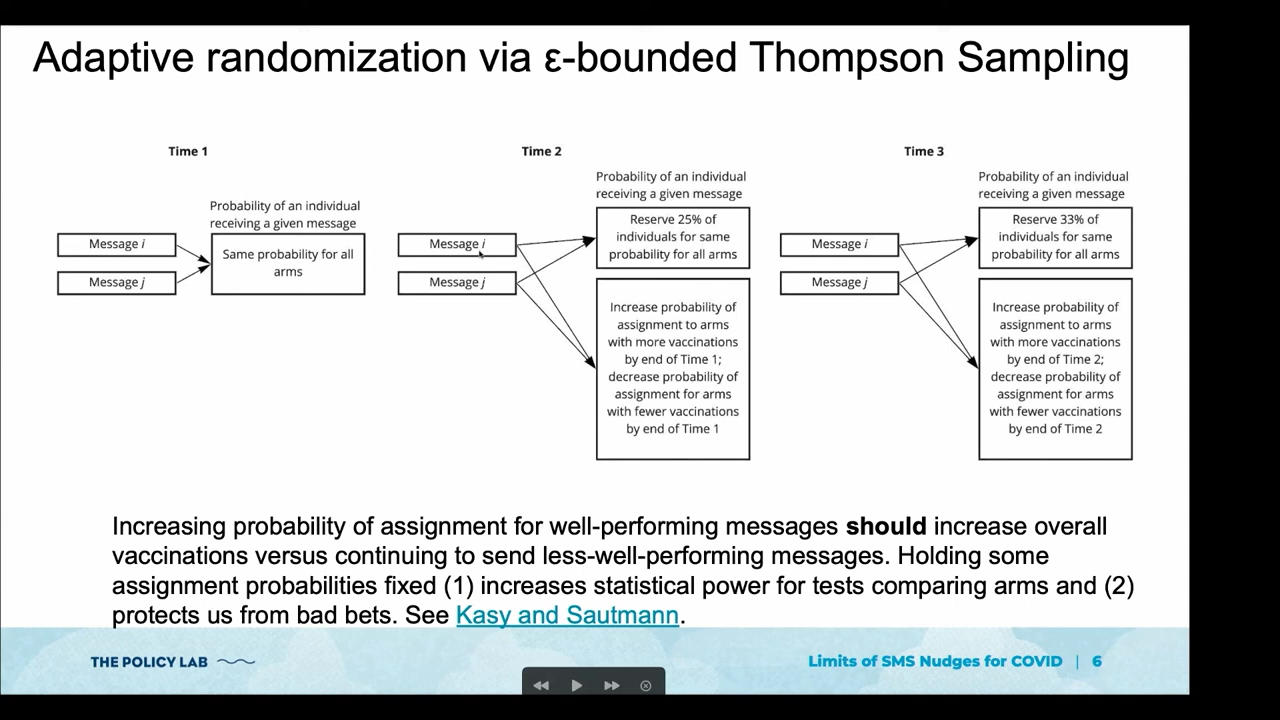 Adaptive randomization via ε-bounded Thompson Sampling
Time 1
Probability of an individual
receiving a given message
Message i
Message j
Same probability for all
arms
Time 2
Probability of an individual
receiving a given message
Message i
Message j
Reserve 25% of
individuals for same
probability for all arms
Increase probability of
assignment to arms
with more vaccinations
by end of Time 1;
decrease probability of
assignment for arms
with fewer vaccinations
by end of Time 1
Time 3
Probability of an individual
receiving a given message
Message i
Message j
Reserve 33% of
individuals for same
probability for all arms
Increase probability of
assignment to arms
with more vaccinations
by end of Time 2;
decrease probability of
assignment for arms
with fewer vaccinations
by end of Time 2
Increasing probability of assignment for well-performing messages should increase overall
vaccinations versus continuing to send less-well-performing messages. Holding some
assignment probabilities fixed (1) increases statistical power for tests comparing arms and (2)
protects us from bad bets. See Kasy and Sautmann.
THE POLICY LAB
Limits of SMS Nudges for COVID | 6